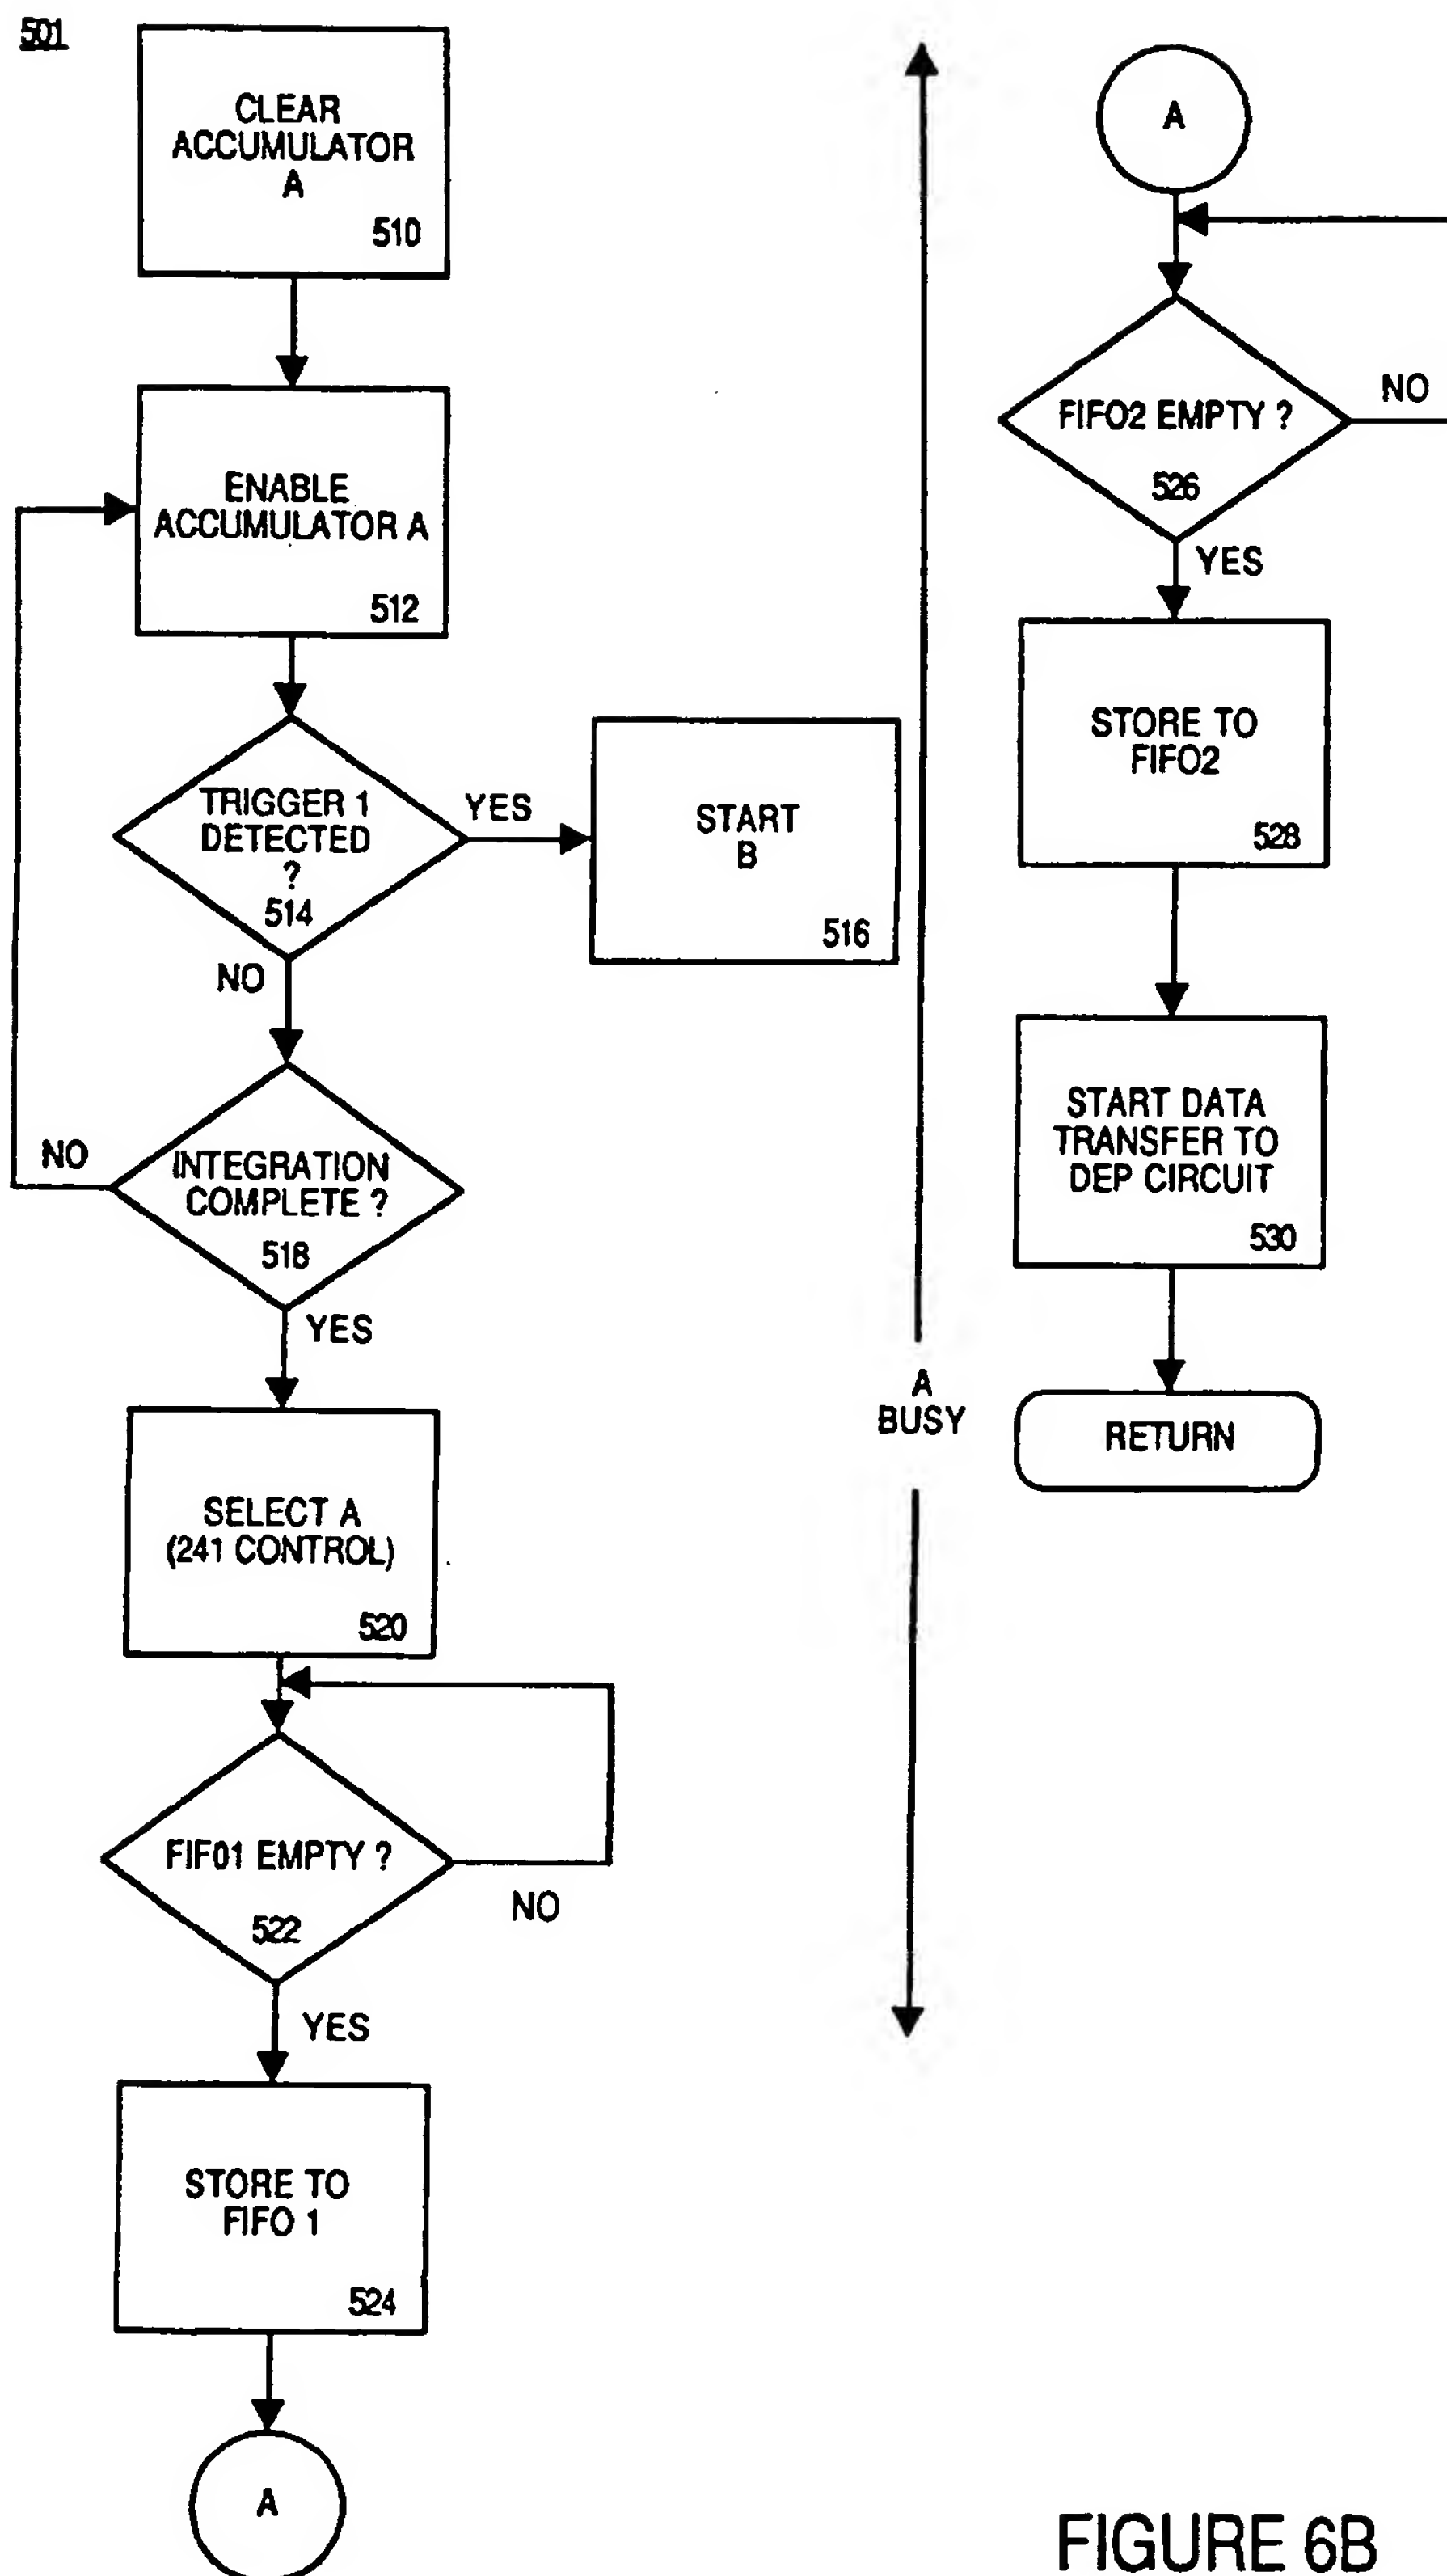 501
CLEAR
ACCUMULATOR
A
510
ENABLE
ACCUMULATOR A
512
TRIGGER 1
DETECTED
?
514
YES
NO
START
B
516
INTEGRATION
COMPLETE ?
518
NO
YES
SELECT A
(241 CONTROL)
520
FIFO1 EMPTY ?
522
NO
YES
STORE TO
FIFO 1
524
A
A
BUSY
A
FIFO2 EMPTY ?
526
NO
YES
STORE TO
FIFO2
528
START DATA
TRANSFER TO
DEP CIRCUIT
530
RETURN
FIGURE 6B